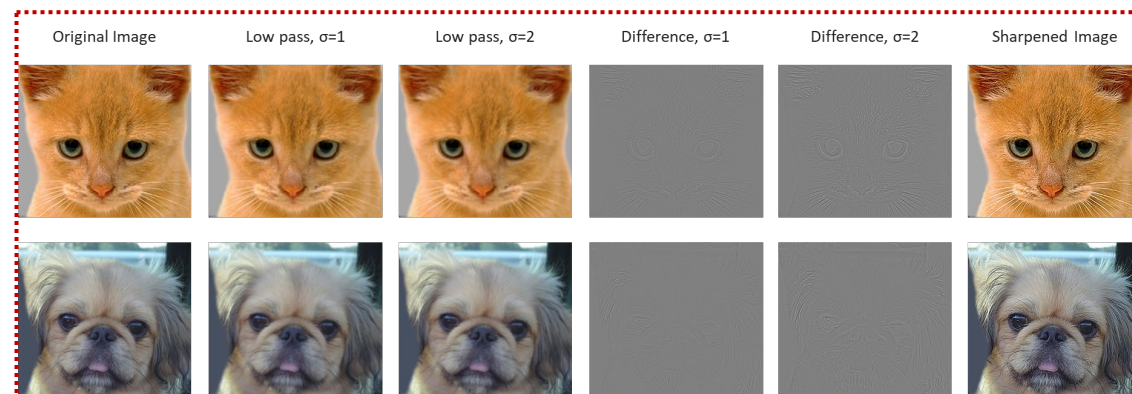 Original Image
Low pass, σ=1
Low pass, σ=2
Difference, σ=1
Difference, σ=2
Sharpened Image